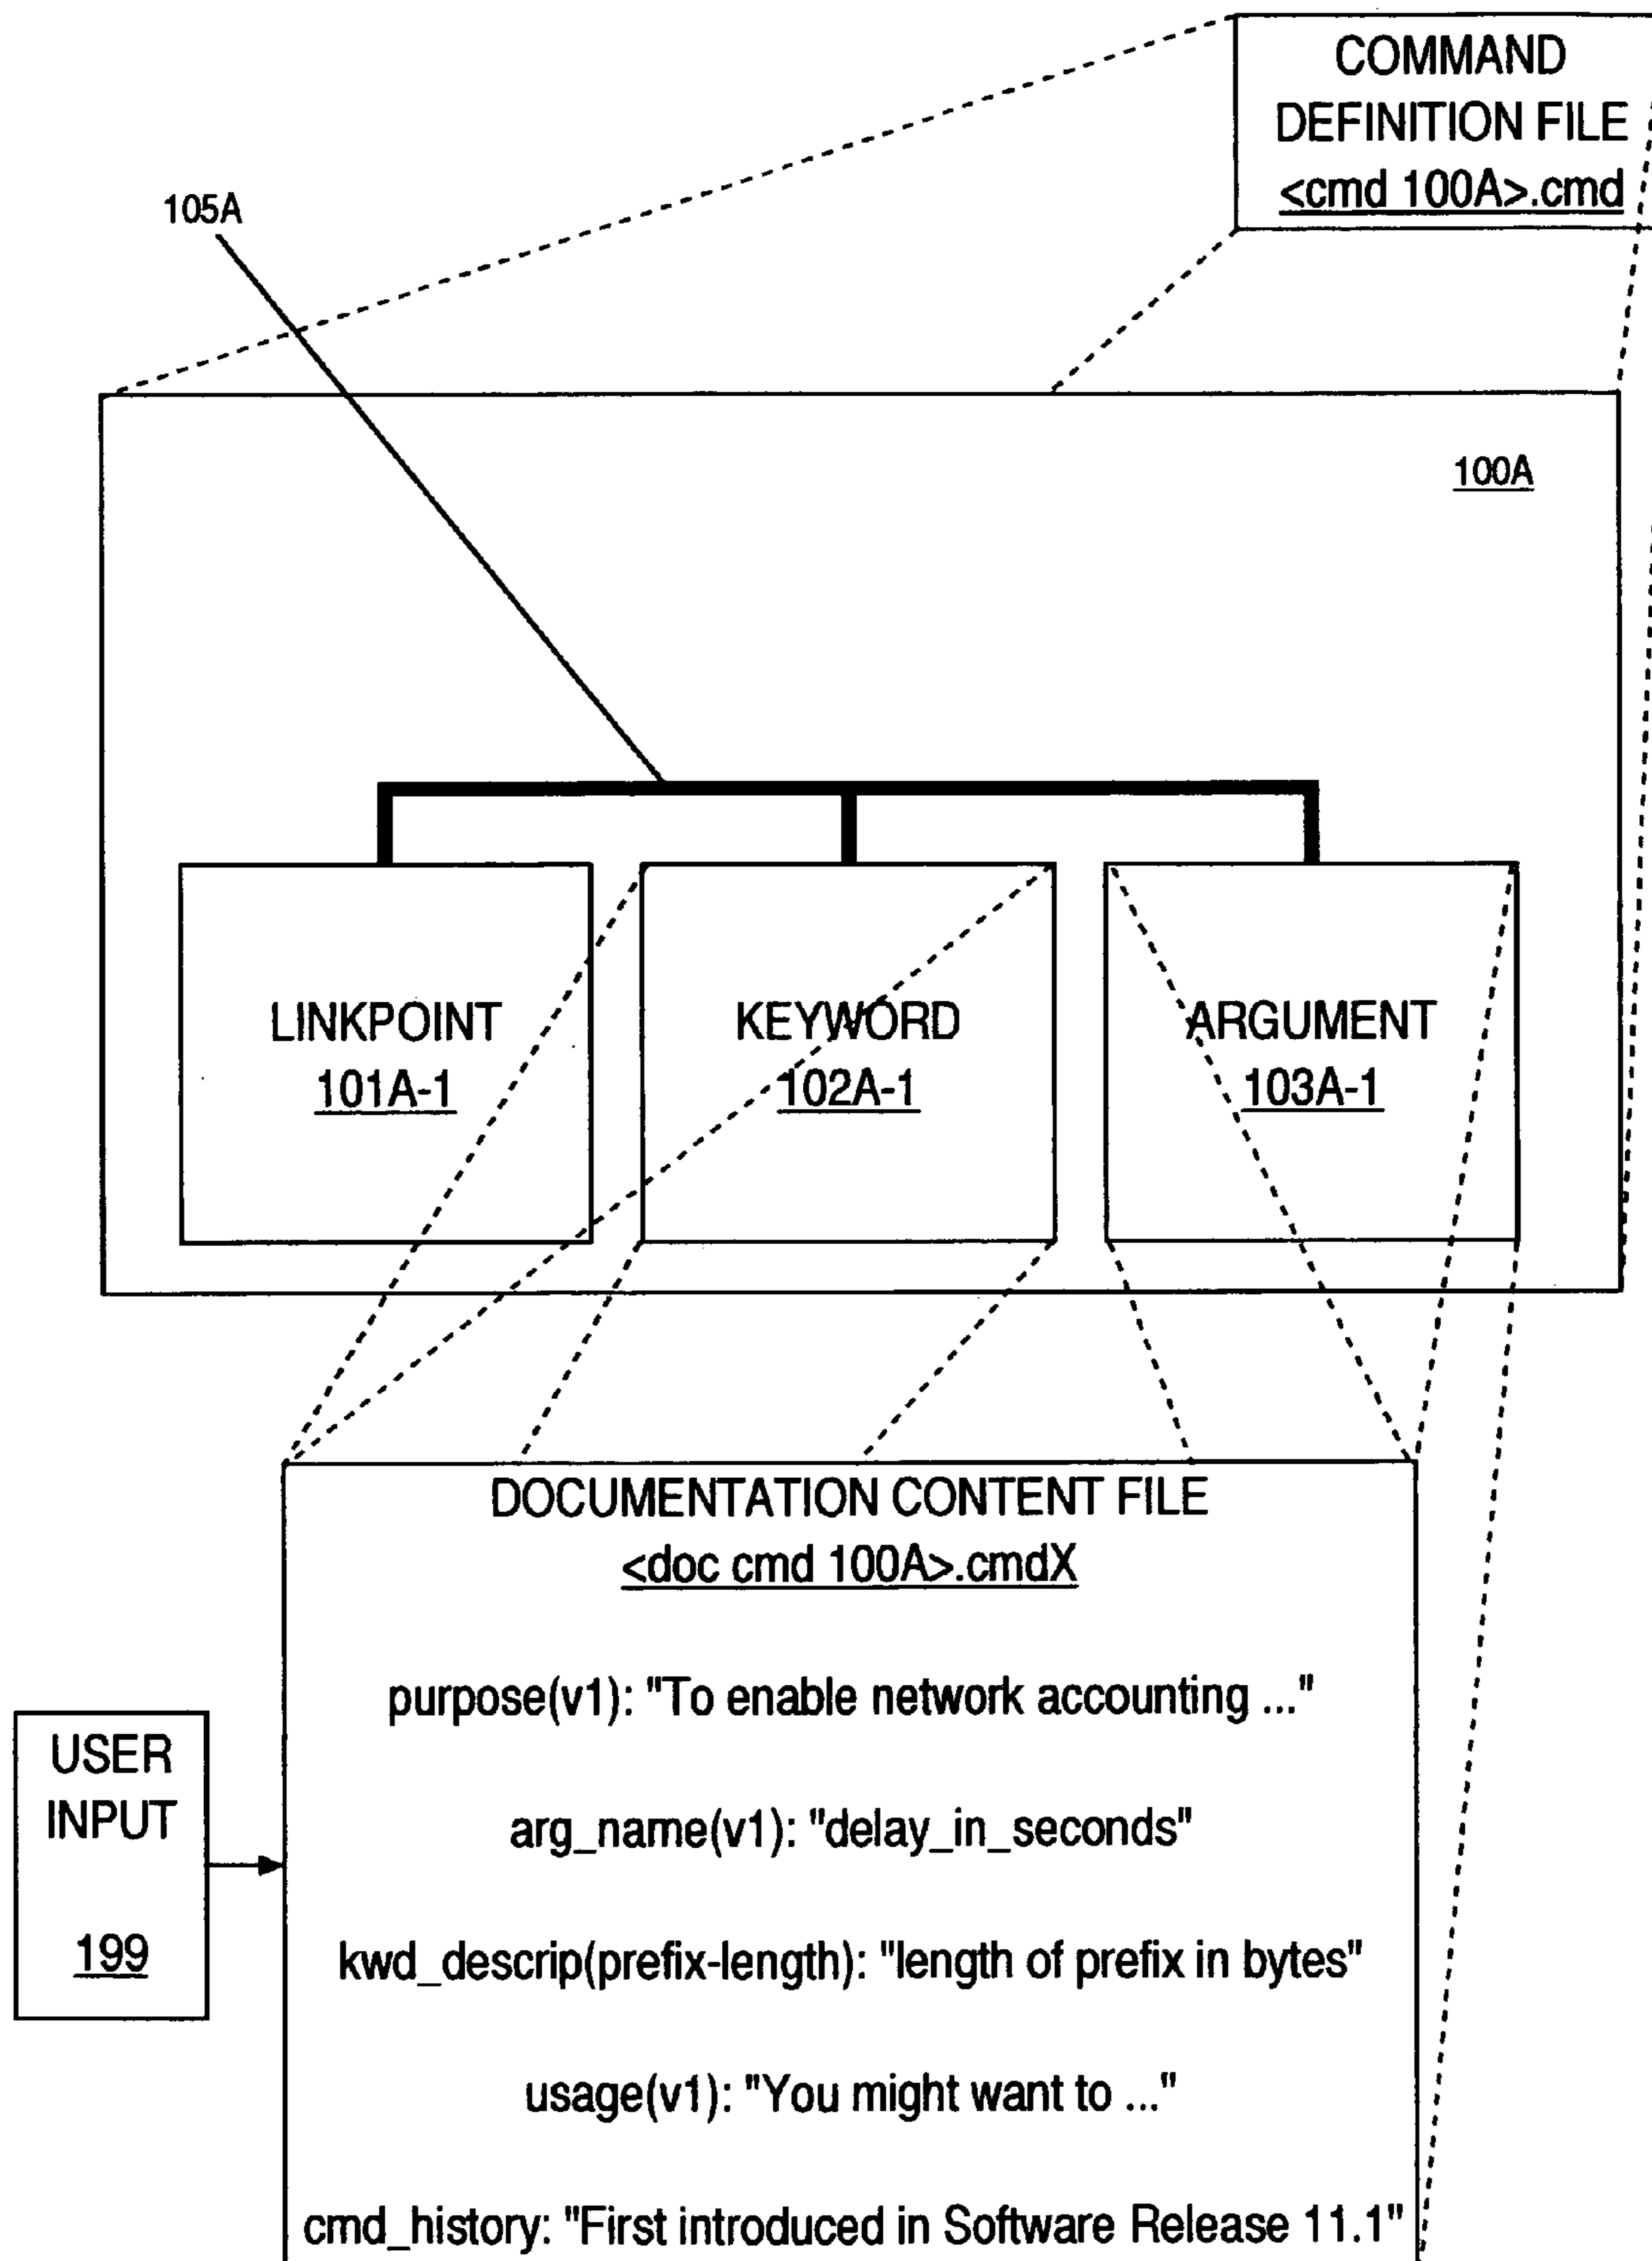 COMMAND
DEFINITION FILE
<cmd 100A>.cmd
105A
100A
LINKPOINT
101A-1
KEYWORD
102A-1
ARGUMENT
103A-1
DOCUMENTATION CONTENT FILE
<doc cmd 100A>.cmdX
purpose(v1): "To enable network accounting ..."
USER
INPUT
199
arg_name(v1): "delay_in_seconds"
kwd_descrip(prefix-length): "length of prefix in bytes"
usage(v1): "You might want to ..."
cmd_history: "First introduced in Software Release 11.1"